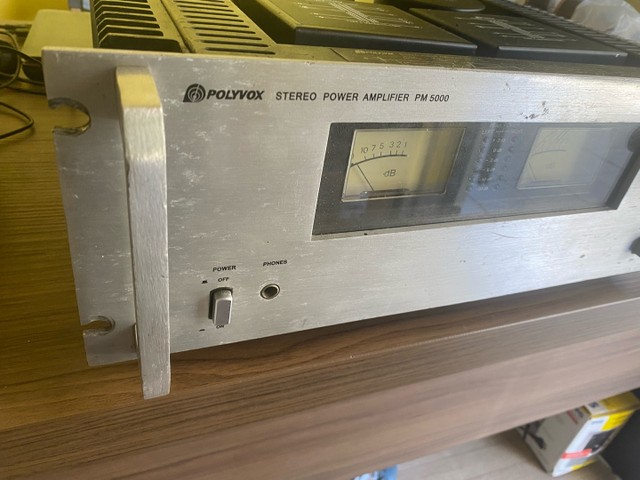 POLYVOX STEREO POWER AMPLIFIER PM 5000
10 7 5 3 2 1
-dB
POWER
OFF
PHONES